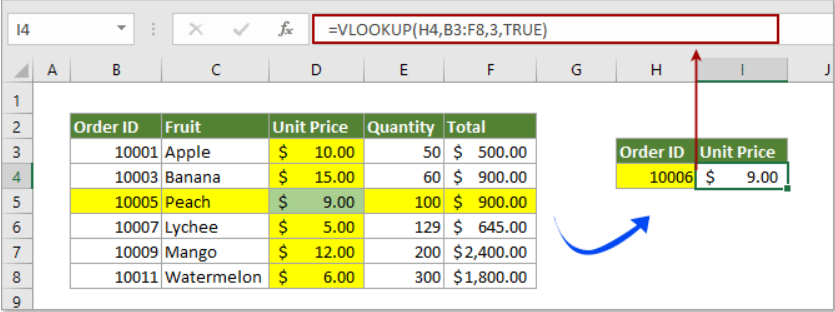 I4 fx =VLOOKUP(H4,B3:F8,3,TRUE)
A B C D E F G H I J
1
2 Order ID Fruit Unit Price Quantity Total
3 10001 Apple $ 10.00 50 $ 500.00 Order ID Unit Price
4 10003 Banana $ 15.00 60 $ 900.00 10006 $ 9.00
5 10005 Peach $ 9.00 100 $ 900.00
6 10007 Lychee $ 5.00 129 $ 645.00
7 10009 Mango $ 12.00 200 $2,400.00
8 10011 Watermelon $ 6.00 300 $1,800.00
9